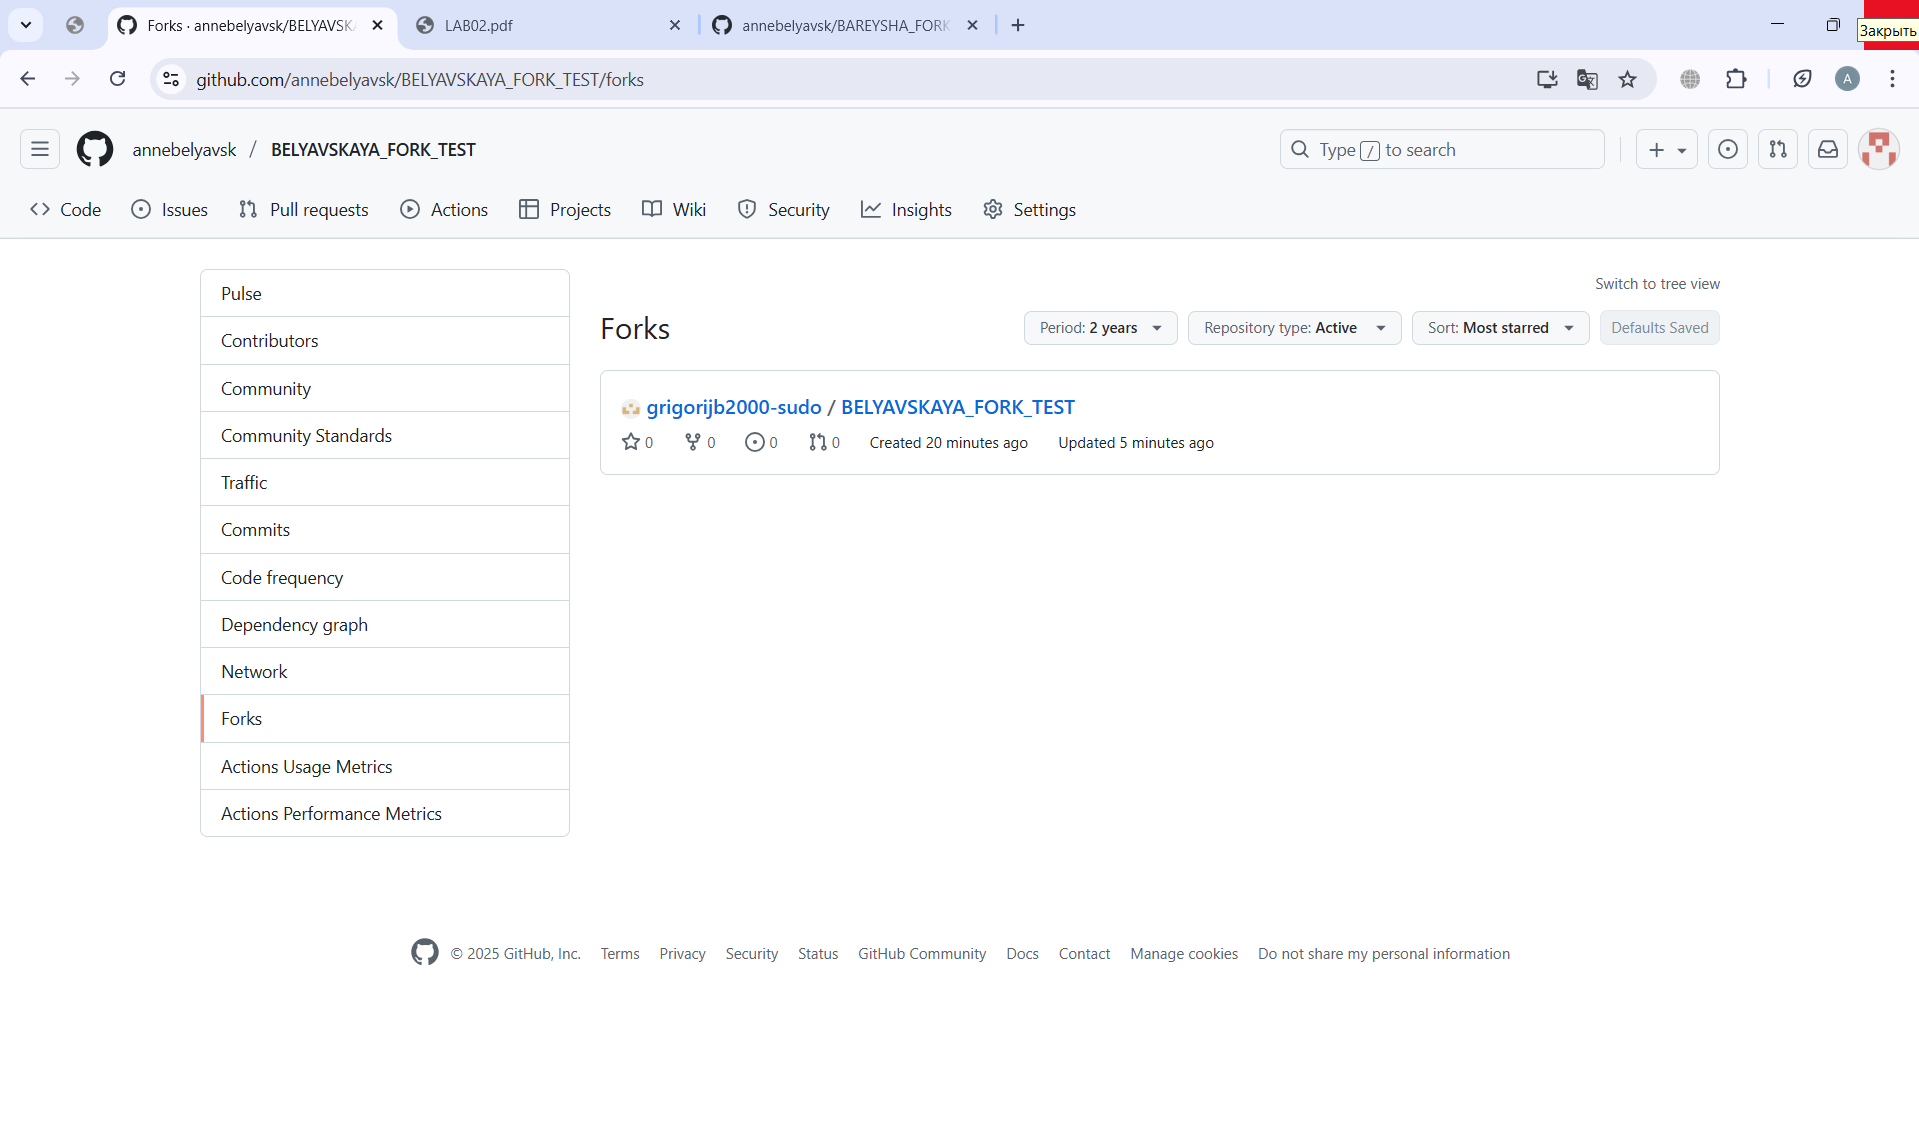 Forks · annebelyavsk/BELYAVSKA
LAB02.pdf
annebelyavsk/BAREYSHA_FORK
Закрыть
github.com/annebelyavsk/BELYAVSKAYA_FORK_TEST/forks
A
annebelyavsk / BELYAVSKAYA_FORK_TEST
Type / to search
Code
Issues
Pull requests
Actions
Projects
Wiki
Security
Insights
Settings
Pulse
Contributors
Community
Community Standards
Traffic
Commits
Code frequency
Dependency graph
Network
Forks
Actions Usage Metrics
Actions Performance Metrics
Switch to tree view
Forks
Period: 2 years
Repository type: Active
Sort: Most starred
Defaults Saved
grigorijb2000-sudo / BELYAVSKAYA_FORK_TEST
0 0 0 0 Created 20 minutes ago Updated 5 minutes ago
© 2025 GitHub, Inc. Terms Privacy Security Status GitHub Community Docs Contact Manage cookies Do not share my personal information